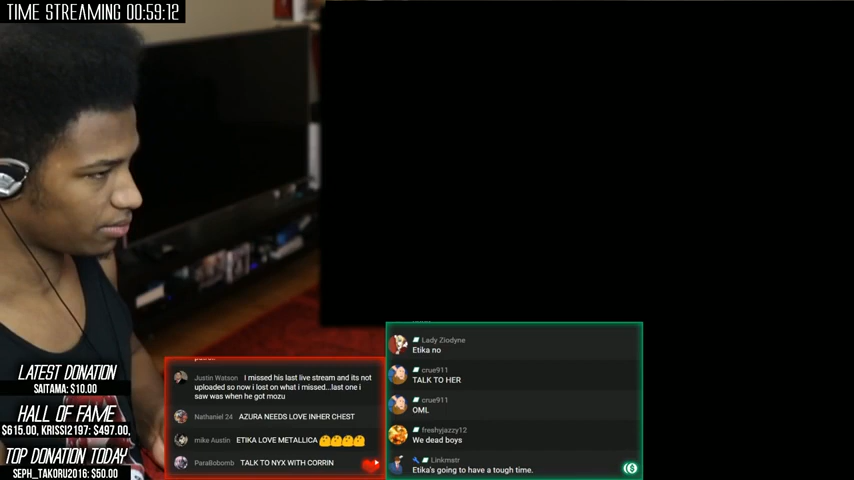 TIME STREAMING 00:59:12
LATEST DONATION
SAITAMA: $10.00
HALL OF FAME
$615.00, KRISSI2197: $497.00,
TOP DONATION TODAY
SEPH_TAKORU2016: $50.00
Justin Watson I missed his last live stream and its not
uploaded so now i lost on what i missed...last one i
saw was when he got mozu
Nathaniel 24 AZURA NEEDS LOVE INHER CHEST
mike Austin ETIKA LOVE METALLICA 🤔🤔🤔🤔
Parallobomb TALK TO NYX WITH CORRIN
Lady Ziodyne
Etika no
crue911
TALK TO HER
crue911
OML
freshyjazzy12
We dead boys
Linkmstr
Etika's going to have a tough time.